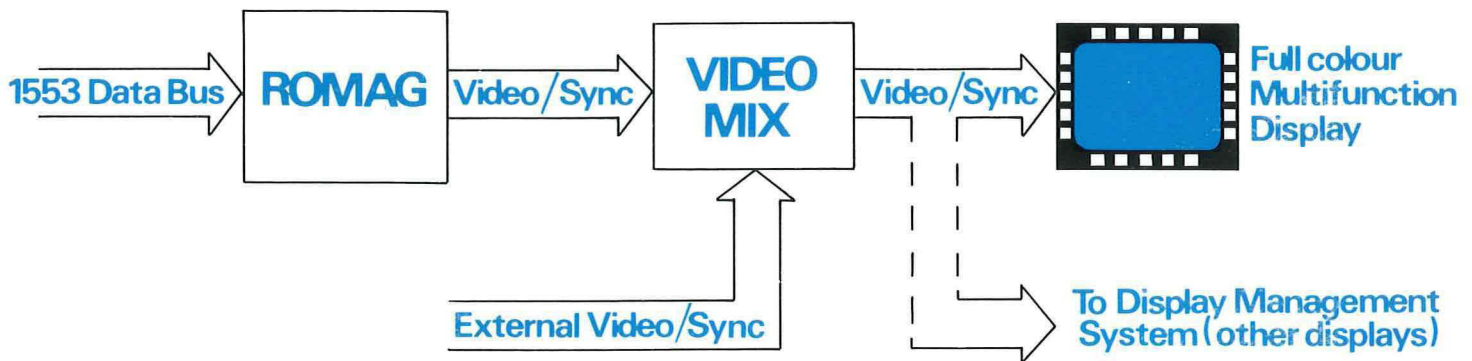 1553 Data Bus
ROMAG
Video/Sync
VIDEO
MIX
Video/Sync
Full colour
Multifunction
Display
External Video/Sync
To Display Management
System (other displays)